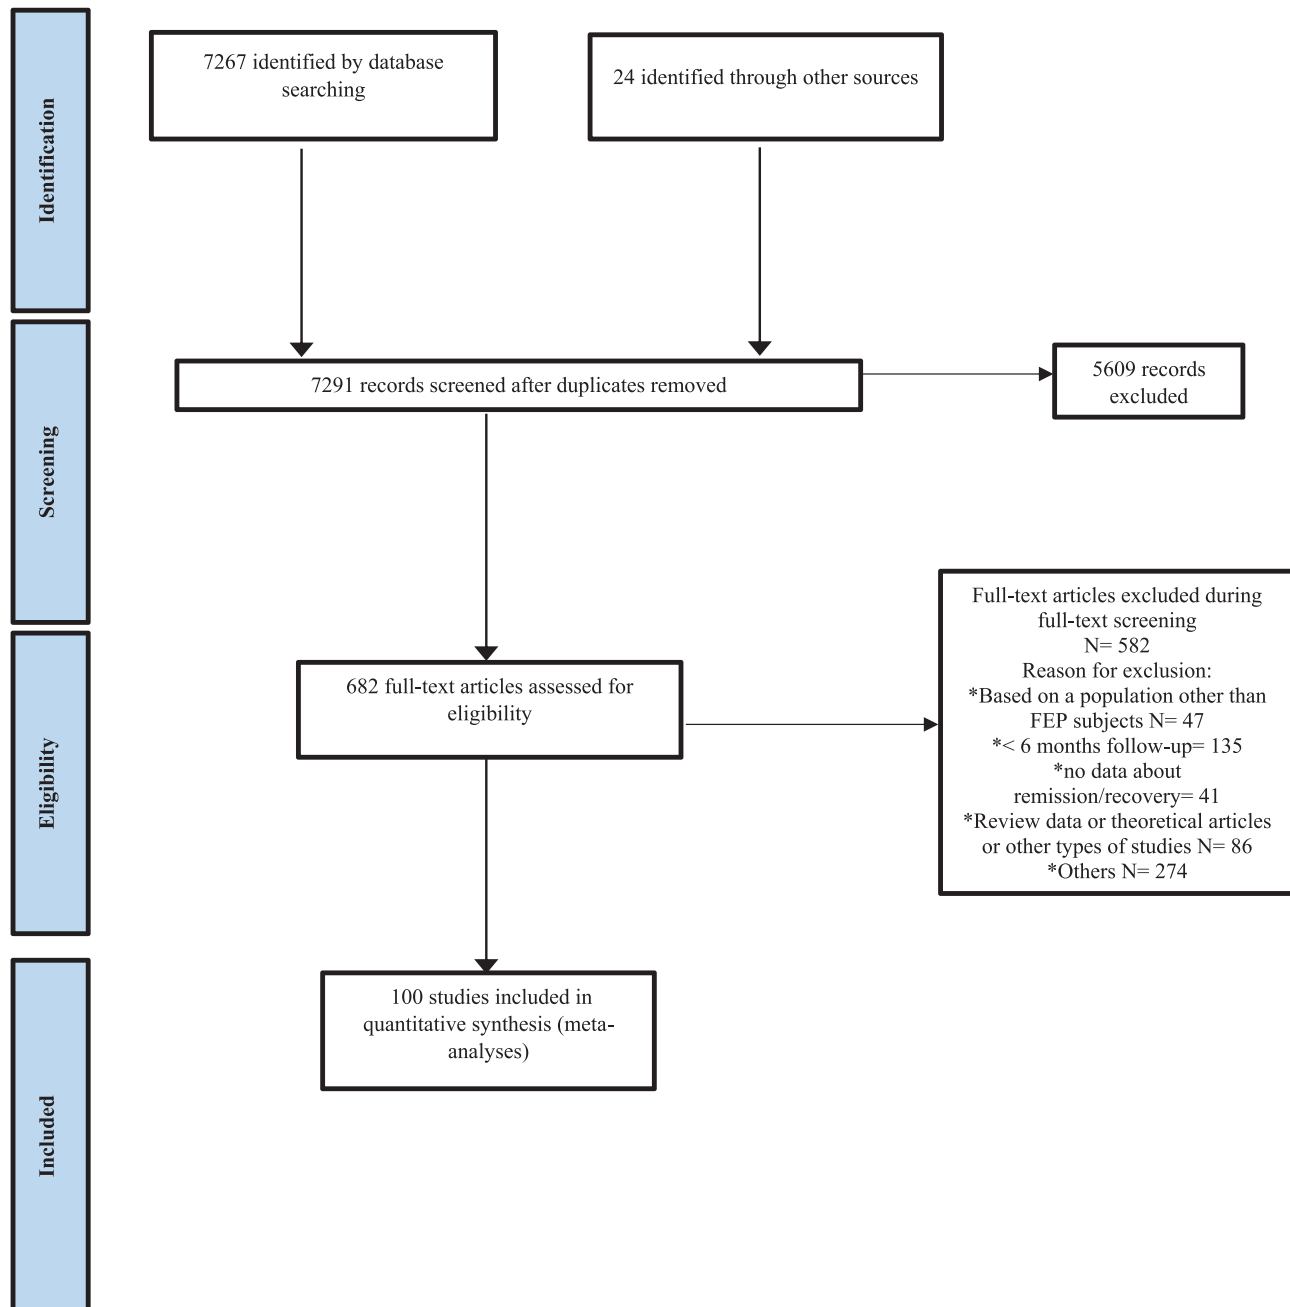 Identification
7267 identified by database
searching
24 identified through other sources
Screening
7291 records screened after duplicates removed
5609 records
excluded
Eligibility
682 full-text articles assessed for
eligibility
Full-text articles excluded during
full-text screening
N= 582
Reason for exclusion:
*Based on a population other than
FEP subjects N= 47
*< 6 months follow-up= 135
*no data about
remission/recovery= 41
*Review data or theoretical articles
or other types of studies N= 86
*Others N= 274
Included
100 studies included in
quantitative synthesis (meta-
analyses)